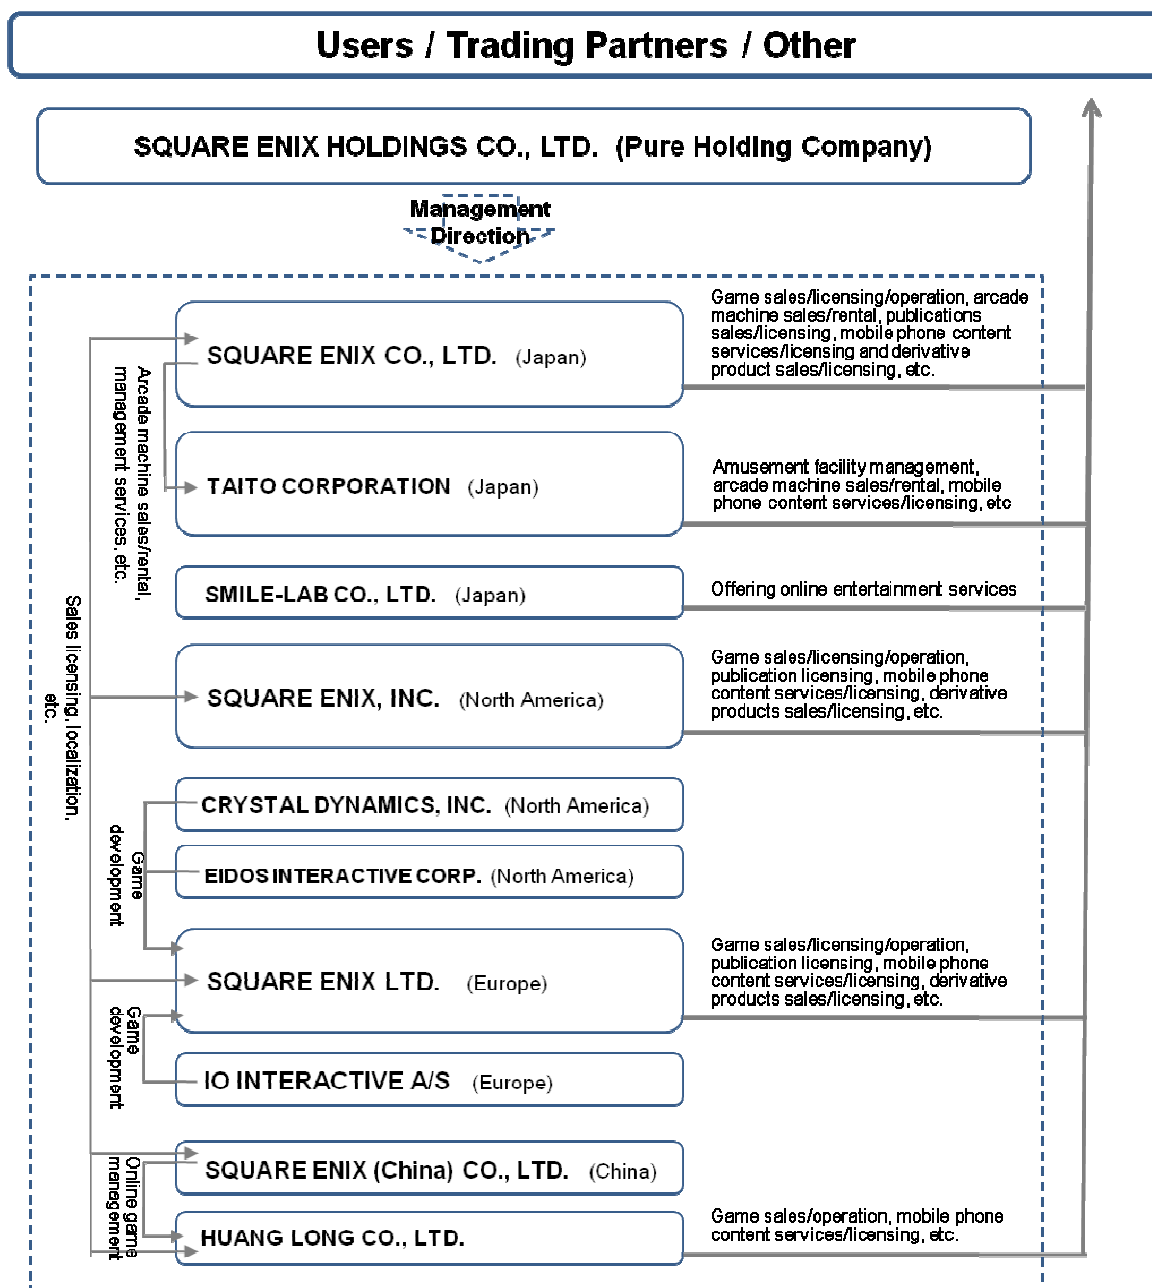 Users / Trading Partners / Other
SQUARE ENIX HOLDINGS CO., LTD. (Pure Holding Company)
Management
Direction
SQUARE ENIX CO., LTD. (Japan)
Game sales/licensing/operation, arcade
machine sales/rental, publications
sales/licensing, mobile phone content
services/licensing and derivative
product sales/licensing, etc.
Arcade machine sales/rental,
management services, etc.
TAITO CORPORATION (Japan)
Amusement facility management,
arcade machine sales/rental, mobile
phone content services/licensing, etc
SMILE-LAB CO., LTD. (Japan)
Offering online entertainment services
Sales licensing, localization,
etc.
SQUARE ENIX, INC. (North America)
Game sales/licensing/operation,
publication licensing, mobile phone
content services/licensing, derivative
products sales/licensing, etc.
CRYSTAL DYNAMICS, INC. (North America)
Game
development
EIDOS INTERACTIVE CORP. (North America)
SQUARE ENIX LTD. (Europe)
Game sales/licensing/operation,
publication licensing, mobile phone
content services/licensing, derivative
products sales/licensing, etc.
Game
development
IO INTERACTIVE A/S (Europe)
SQUARE ENIX (China) CO., LTD. (China)
Online game
management
HUANG LONG CO., LTD.
Game sales/operation, mobile phone
content services/licensing, etc.